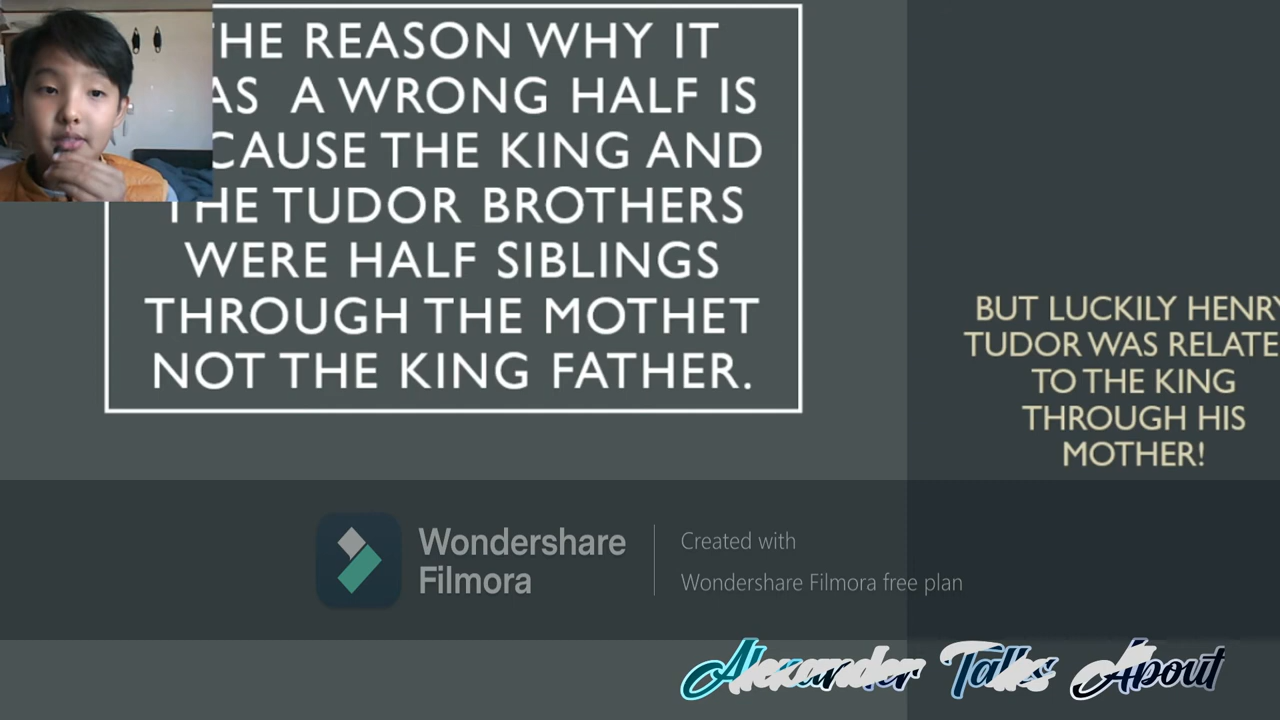 HE REASON WHY IT
AS A WRONG HALF IS
CAUSE THE KING AND
THE TUDOR BROTHERS
WERE HALF SIBLINGS
THROUGH THE MOTHET
NOT THE KING FATHER.
BUT LUCKILY HENRY
TUDOR WAS RELATE
TO THE KING
THROUGH HIS
MOTHER!
Wondershare
Filmora
Created with
Wondershare Filmora free plan
Alexander Talks About